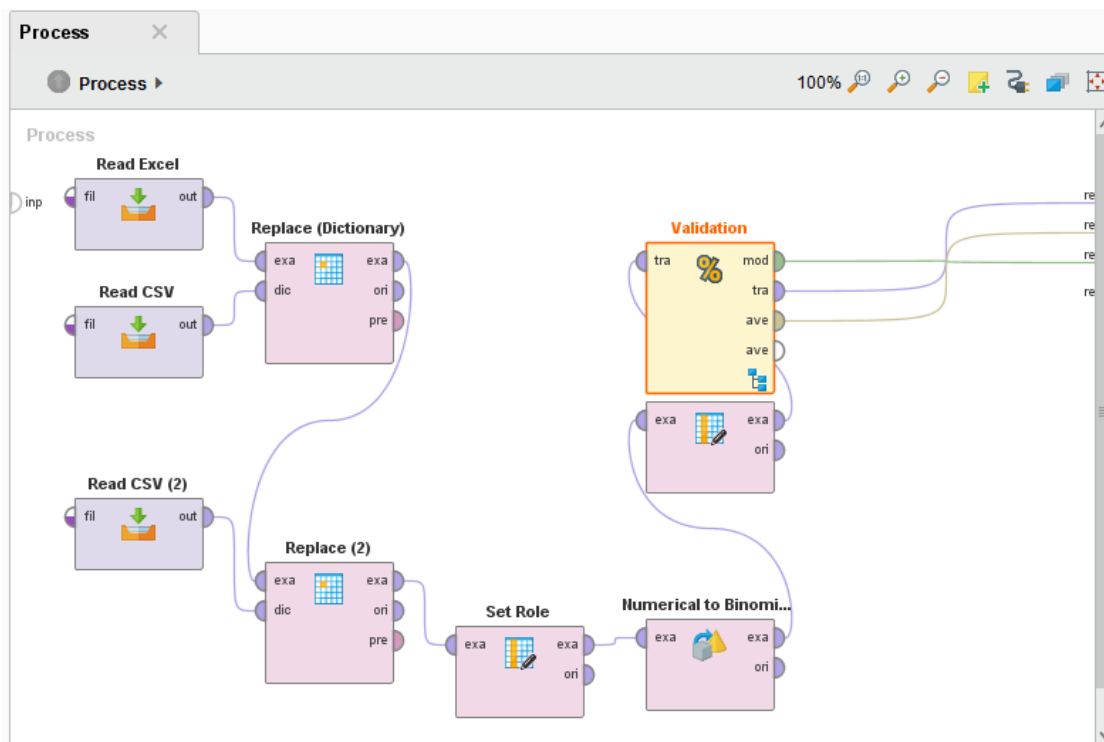 Process
Process
100%
Process
inp
Read Excel
fil out
Replace (Dictionary)
exa exa
dic ori
pre
Read CSV
fil out
Validation
tra mod
tra
ave
ave
exa exa
ori
re
re
re
re
Read CSV (2)
fil out
Replace (2)
exa exa
dic ori
pre
Set Role
exa exa
ori
Numerical to Binomi...
exa exa
ori